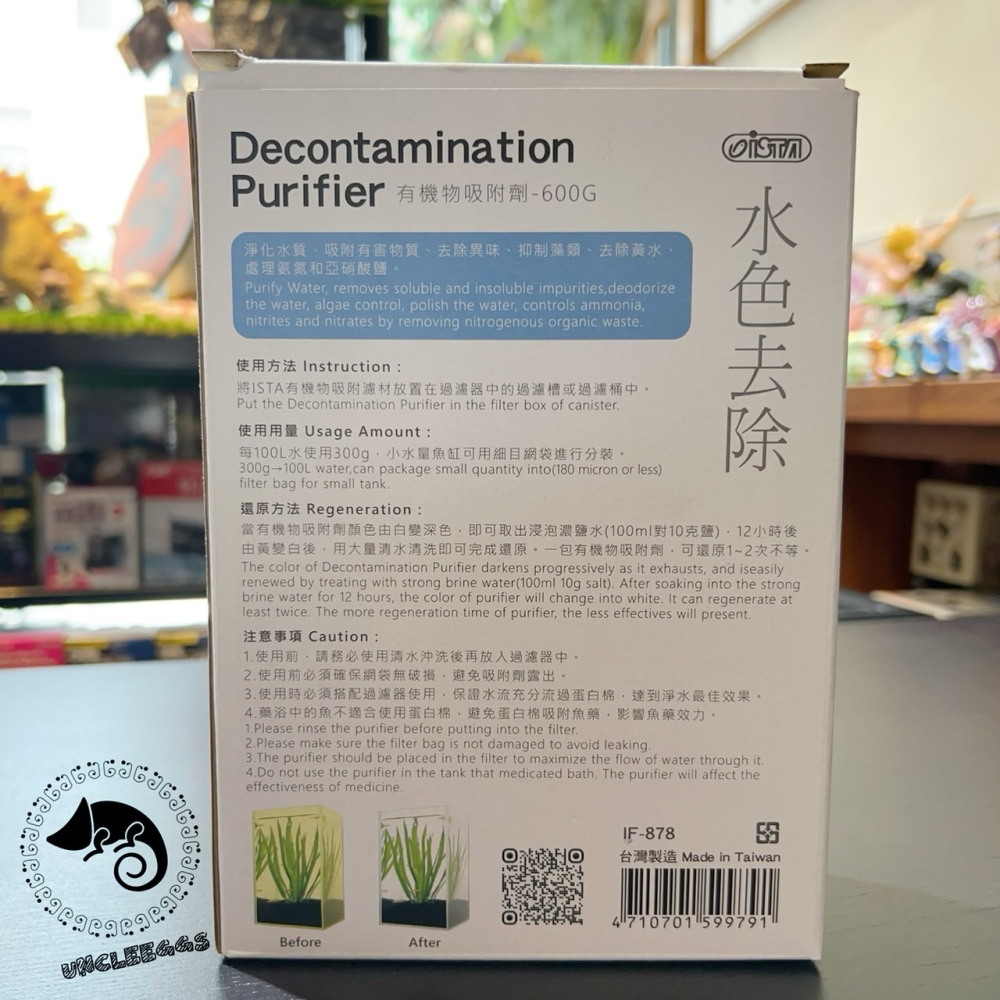 Decontamination
Purifier 有機物吸附劑-600G
ISTA
水色去除
淨化水質、吸附有害物質、去除異味、抑制藻類、去除黃水、
處理氨氮和亞硝酸鹽。
Purify Water, removes soluble and insoluble impurities,deodorize
the water, algae control, polish the water, controls ammonia,
nitrites and nitrates by removing nitrogenous organic waste.
使用方法 Instruction :
將ISTA有機物吸附濾材放置在過濾器中的過濾槽或過濾桶中。
Put the Decontamination Purifier in the filter box of canister.
使用用量 Usage Amount :
每100L水使用300g，小水量魚缸可用細目網袋進行分裝。
300g→100L water,can package small quantity into(180 micron or less)
filter bag for small tank.
還原方法 Regeneration :
當有機物吸附劑顏色由白變深色，即可取出浸泡濃鹽水(100ml對10克鹽)，12小時後
由黃變白後，用大量清水清洗即可完成還原。一包有機物吸附劑，可還原1~2次不等。
The color of Decontamination Purifier darkens progressively as it exhausts, and iseasily
renewed by treating with strong brine water(100ml 10g salt). After soaking into the strong
brine water for 12 hours, the color of purifier will change into white. It can regenerate at
least twice. The more regeneration time of purifier, the less effectives will present.
注意事項 Caution :
1.使用前，請務必使用清水沖洗後再放入過濾器中。
2.使用前必須確保網袋無破損，避免吸附劑露出。
3.使用時必須搭配過濾器使用，保證水流充分流過蛋白棉，達到淨水最佳效果。
4.藥浴中的魚不適合使用蛋白棉，避免蛋白棉吸附魚藥，影響魚藥效力。
1.Please rinse the purifier before putting into the filter.
2.Please make sure the filter bag is not damaged to avoid leaking.
3.The purifier should be placed in the filter to maximize the flow of water through it.
4.Do not use the purifier in the tank that medicated bath. The purifier will affect the
effectiveness of medicine.
Before
After
IF-878
台灣製造 Made in Taiwan
4 710701 599791
UNCLEEGGS